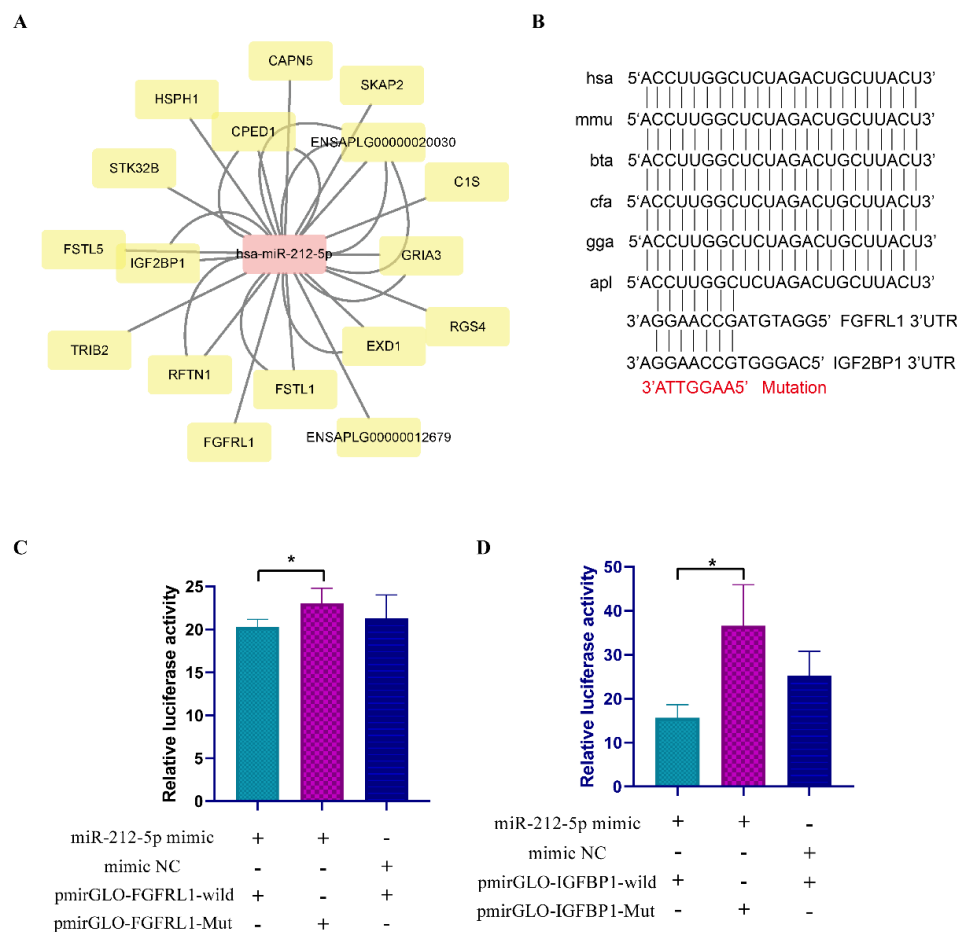 A
CAPN5
SKAP2
HSPH1
CPED1
ENSAPLG00000020030
STK32B
C1S
FSTL5
IGF2BP1
hsa-miR-212-5p
GRIA3
RGS4
TRIB2
EXD1
RFTN1
FSTL1
FGFRL1
ENSAPLG00000012679
B
hsa 5‘ACCUUGGCUCUAGACUGCUUACU3’
mmu 5‘ACCUUGGCUCUAGACUGCUUACU3’
bta 5‘ACCUUGGCUCUAGACUGCUUACU3’
cfa 5‘ACCUUGGCUCUAGACUGCUUACU3’
gga 5‘ACCUUGGCUCUAGACUGCUUACU3’
apl 5‘ACCUUGGCUCUAGACUGCUUACU3’
3’AGGAACCGATGTAGG5’ FGFRL1 3’UTR
3’AGGAACCGTGGGAC5’ IGF2BP1 3’UTR
3’ATTGGAA5’ Mutation
C
*
Relative luciferase activity
25
20
15
10
5
0
miR-212-5p mimic + + -
mimic NC - - +
pmirGLO-FGFRL1-wild + - +
pmirGLO-FGFRL1-Mut - + -
D
*
Relative luciferase activity
50
40
30
20
10
0
miR-212-5p mimic + + -
mimic NC - - +
pmirGLO-IGFBP1-wild + - +
pmirGLO-IGFBP1-Mut - + -